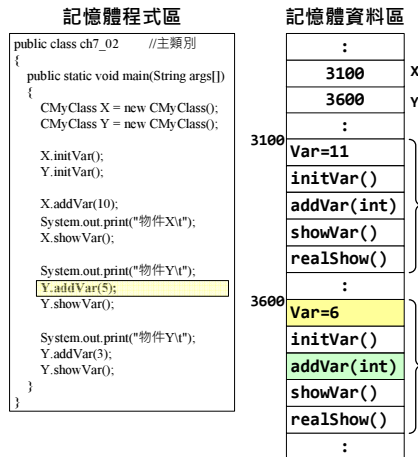 記憶體程式區
public class ch7_02 //主類別
{
public static void main(String args[])
{
CMyClass X = new CMyClass();
CMyClass Y = new CMyClass();
X.initVar();
Y.initVar();
X.addVar(10);
System.out.print("物件X\t");
X.showVar();
System.out.print("物件Y\t");
Y.addVar(5);
Y.showVar();
System.out.print("物件Y\t");
Y.addVar(3);
Y.showVar();
}
}
記憶體資料區
:
3100 X
3600 Y
:
3100
Var=11
initVar()
addVar(int)
showVar()
realShow()
:
3600
Var=6
initVar()
addVar(int)
showVar()
realShow()
: